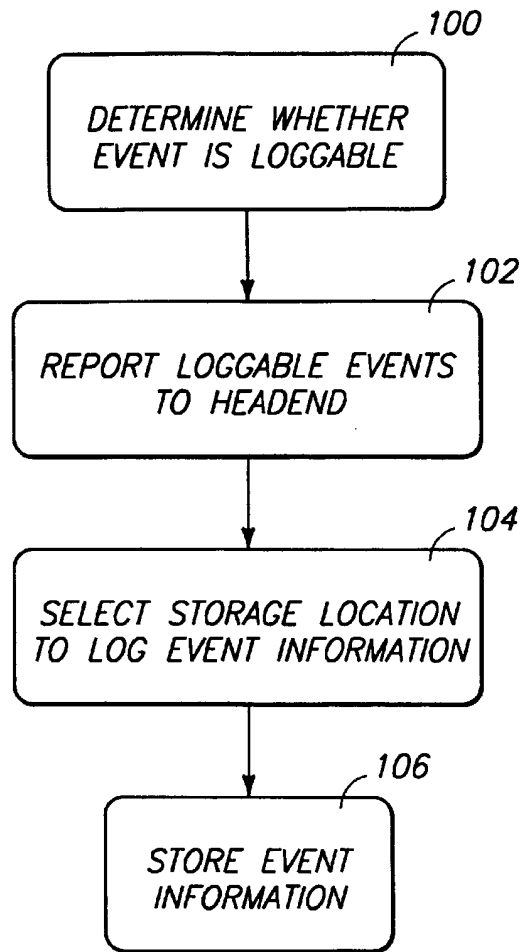 100
DETERMINE WHETHER
EVENT IS LOGGABLE
102
REPORT LOGGABLE EVENTS
TO HEADEND
104
SELECT STORAGE LOCATION
TO LOG EVENT INFORMATION
106
STORE EVENT
INFORMATION